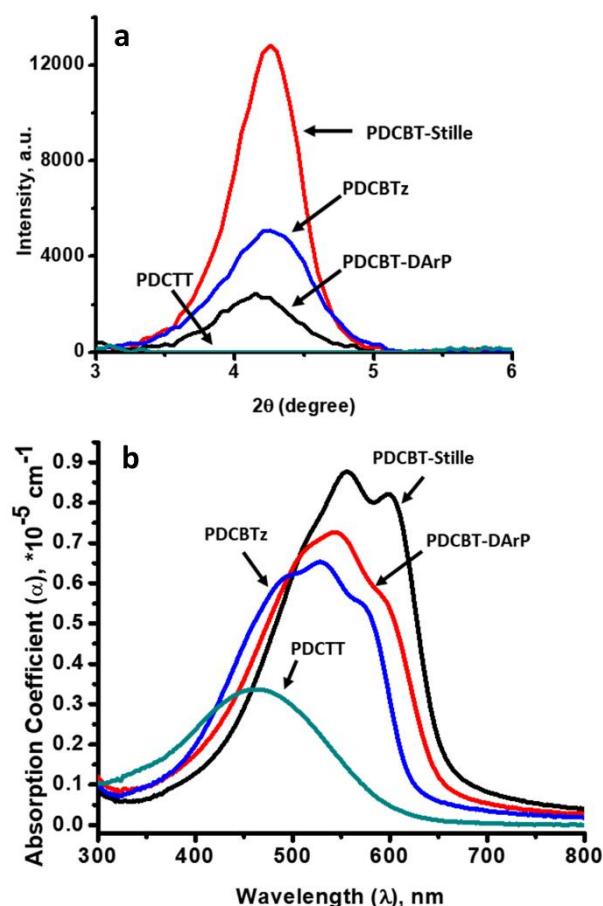 a
12000
8000
4000
0
Intensity, a.u.
PDCBT-Stille
PDCBTz
PDCBT-DArP
PDCTT
3 4 5 6
2θ (degree)
b
0.9
0.8
0.7
0.6
0.5
0.4
0.3
0.2
0.1
0.0
Absorption Coefficient (α), *10^-5 cm^-1
PDCBT-Stille
PDCBTz
PDCBT-DArP
PDCTT
300 400 500 600 700 800
Wavelength (λ), nm